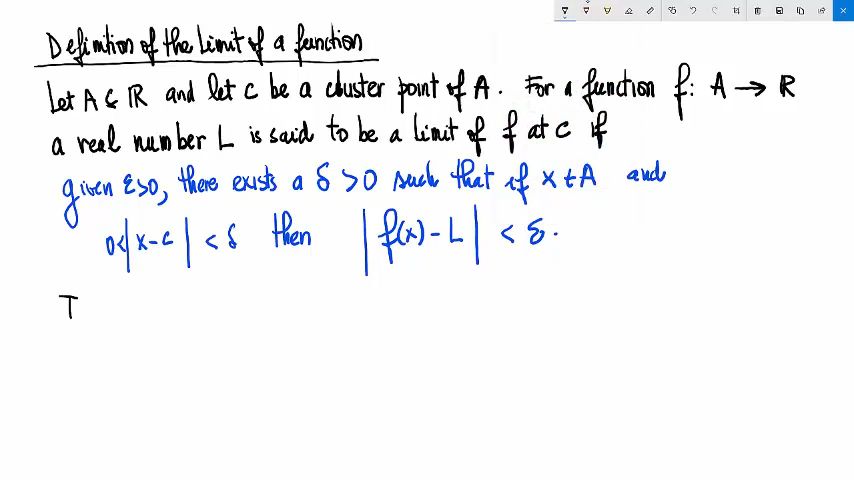 Definition of the Limit of a function
Let A ⊆ ℝ and let c be a cluster point of A. For a function f: A → ℝ
a real number L is said to be a limit of f at c if
given ε>0, there exists a δ >0 such that if x ∈ A and
0<|x-c| < δ then |f(x) - L| < ε.
T